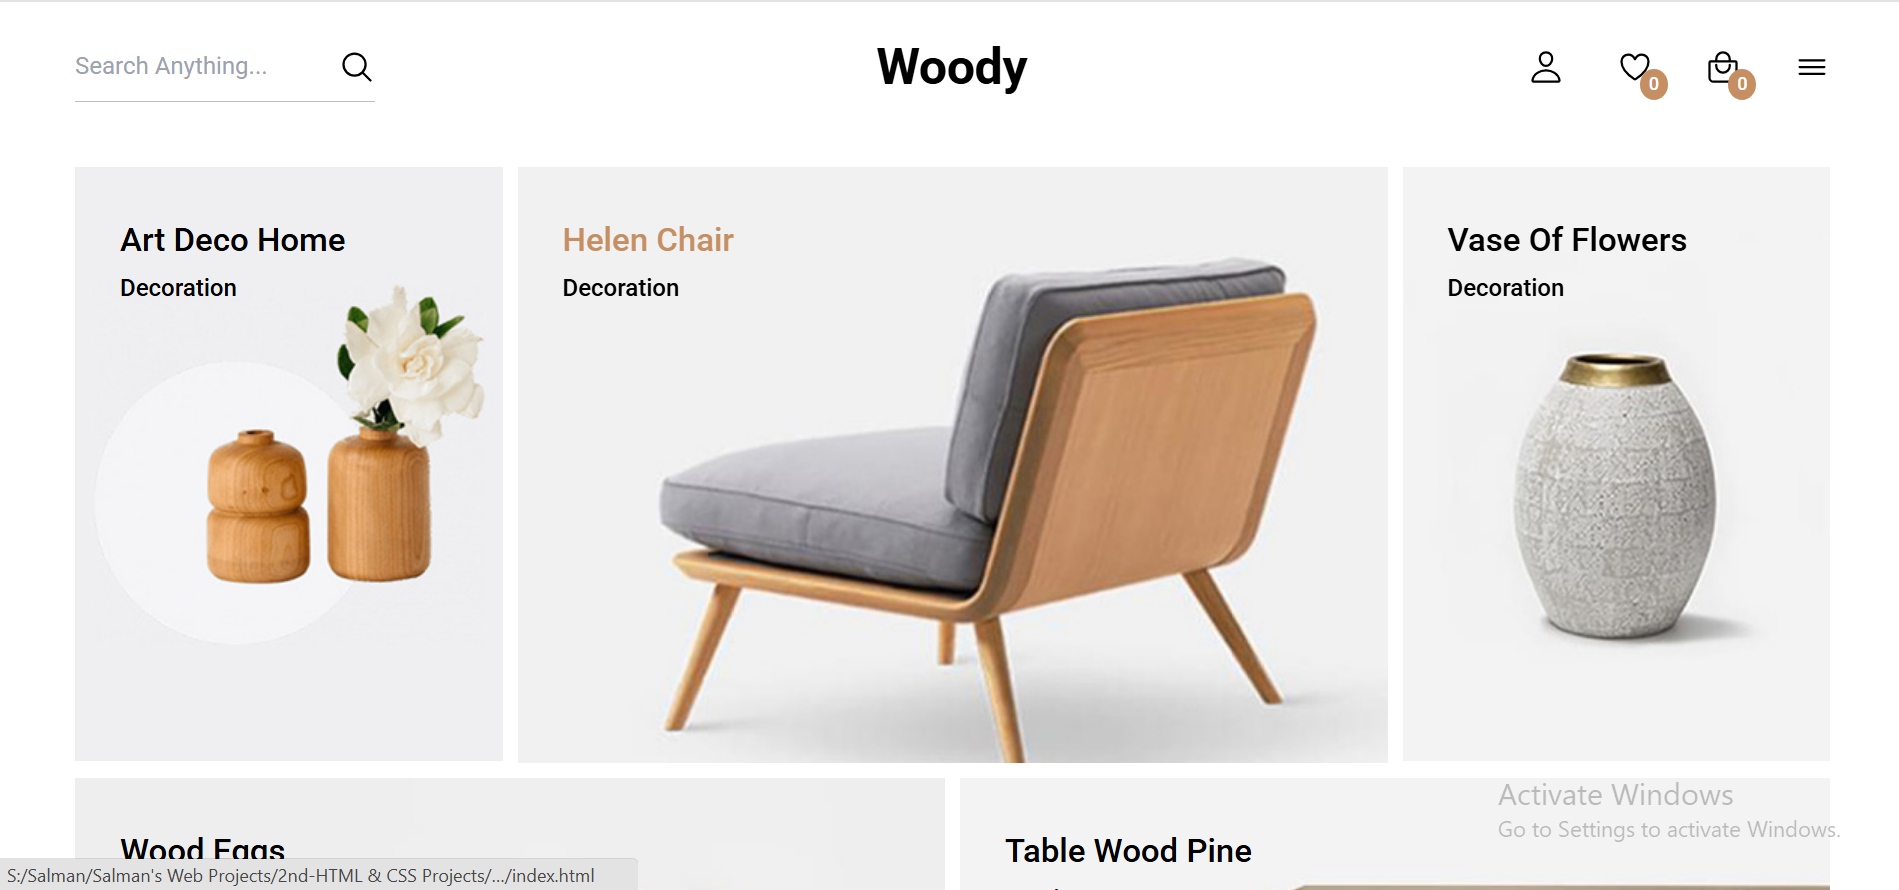 Search Anything...
Woody
0
0
Art Deco Home
Decoration
Helen Chair
Decoration
Vase Of Flowers
Decoration
Wood Eggs
Table Wood Pine
Activate Windows
Go to Settings to activate Windows.
S:/Salman/Salman's Web Projects/2nd-HTML & CSS Projects/.../index.html